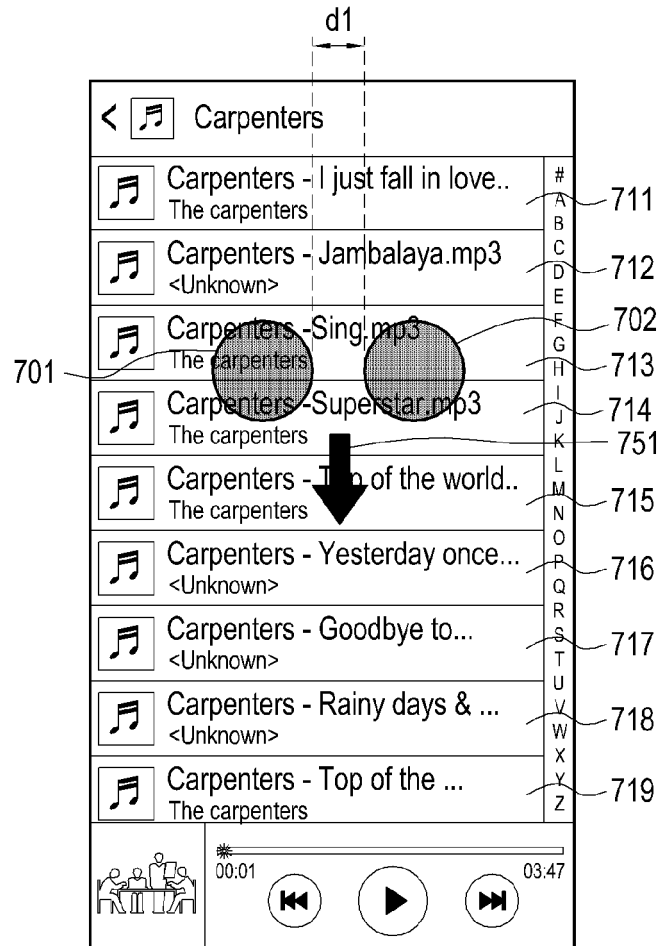 d1
< Carpenters
Carpenters - I just fall in love..
The carpenters
711
Carpenters - Jambalaya.mp3
<Unknown>
712
Carpenters -Sing.mp3
The carpenters
701
702
713
Carpenters -Superstar.mp3
The carpenters
714
751
Carpenters - Top of the world..
The carpenters
715
Carpenters - Yesterday once...
<Unknown>
716
Carpenters - Goodbye to...
<Unknown>
717
Carpenters - Rainy days & ...
<Unknown>
718
Carpenters - Top of the ...
The carpenters
719
#
A
B
C
D
E
F
G
H
I
J
K
L
M
N
O
P
Q
R
S
T
U
V
W
X
Y
Z
00:01
03:47